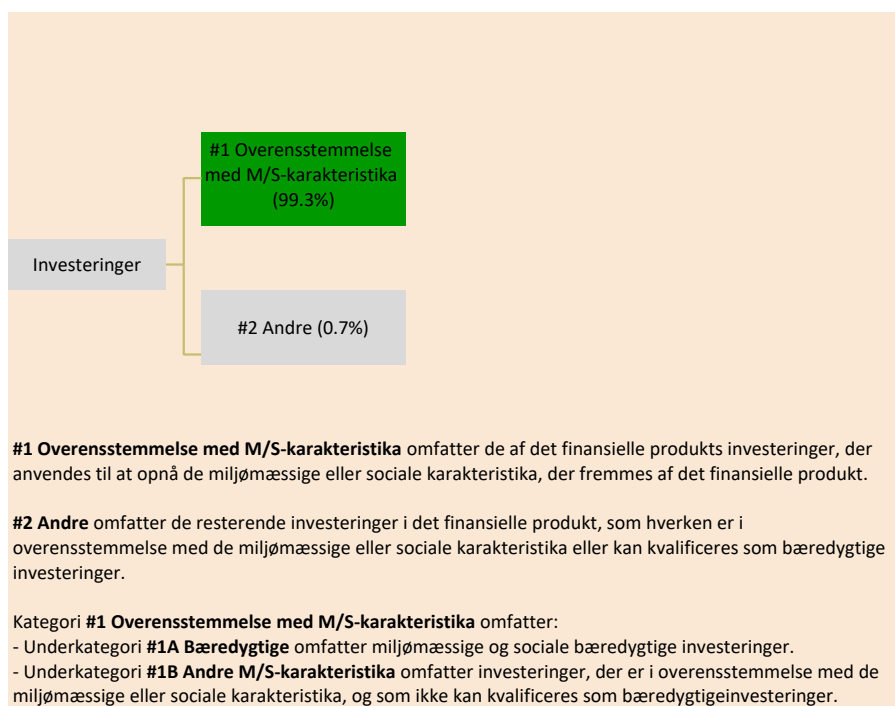 #1 Overensstemmelse
med M/S-karakteristika
(99.3%)
Investeringer
#2 Andre (0.7%)
#1 Overensstemmelse med M/S-karakteristika omfatter de af det finansielle produkts investeringer, der
anvendes til at opnå de miljømæssige eller sociale karakteristika, der fremmes af det finansielle produkt.
#2 Andre omfatter de resterende investeringer i det finansielle produkt, som hverken er i
overensstemmelse med de miljømæssige eller sociale karakteristika eller kan kvalificeres som bæredygtige
investeringer.
Kategori #1 Overensstemmelse med M/S-karakteristika omfatter:
- Underkategori #1A Bæredygtige omfatter miljømæssige og sociale bæredygtige investeringer.
- Underkategori #1B Andre M/S-karakteristika omfatter investeringer, der er i overensstemmelse med de
miljømæssige eller sociale karakteristika, og som ikke kan kvalificeres som bæredygtigeinvesteringer.